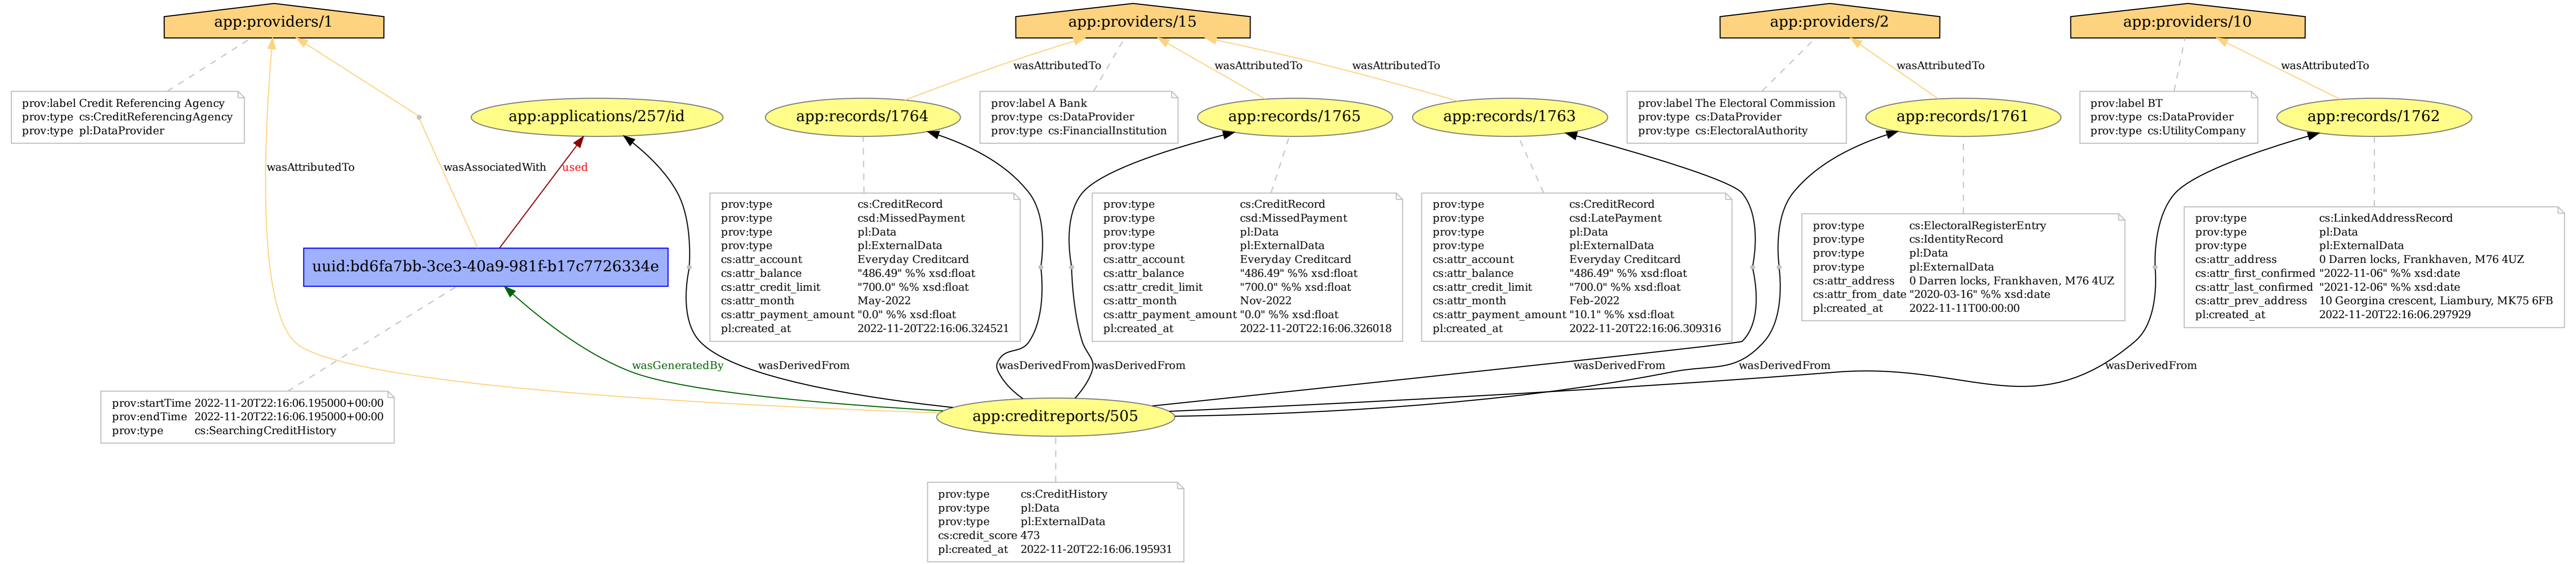 app:providers/1
app:providers/15
app:providers/2
app:providers/10
wasAttributedTo
wasAttributedTo
wasAttributedTo
wasAttributedTo
wasAttributedTo
prov:label Credit Referencing Agency
prov:type cs:CreditReferencingAgency
prov:type pl:DataProvider
app:applications/257/id
app:records/1764
prov:label A Bank
prov:type cs:DataProvider
prov:type cs:FinancialInstitution
app:records/1765
app:records/1763
prov:label The Electoral Commission
prov:type cs:DataProvider
prov:type cs:ElectoralAuthority
app:records/1761
prov:label BT
prov:type cs:DataProvider
prov:type cs:UtilityCompany
app:records/1762
wasAttributedTo
wasAssociatedWith
used
uuid:bd6fa7bb-3ce3-40a9-981f-b17c7726334e
prov:type cs:CreditRecord
prov:type csd:MissedPayment
prov:type pl:Data
prov:type pl:ExternalData
cs:attr_account Everyday Creditcard
cs:attr_balance "486.49" %% xsd:float
cs:attr_credit_limit "700.0" %% xsd:float
cs:attr_month May-2022
cs:attr_payment_amount "0.0" %% xsd:float
pl:created_at 2022-11-20T22:16:06.324521
prov:type cs:CreditRecord
prov:type csd:MissedPayment
prov:type pl:Data
prov:type pl:ExternalData
cs:attr_account Everyday Creditcard
cs:attr_balance "486.49" %% xsd:float
cs:attr_credit_limit "700.0" %% xsd:float
cs:attr_month Nov-2022
cs:attr_payment_amount "0.0" %% xsd:float
pl:created_at 2022-11-20T22:16:06.326018
prov:type cs:CreditRecord
prov:type csd:LatePayment
prov:type pl:Data
prov:type pl:ExternalData
cs:attr_account Everyday Creditcard
cs:attr_balance "486.49" %% xsd:float
cs:attr_credit_limit "700.0" %% xsd:float
cs:attr_month Feb-2022
cs:attr_payment_amount "10.1" %% xsd:float
pl:created_at 2022-11-20T22:16:06.309316
prov:type cs:ElectoralRegisterEntry
prov:type cs:IdentityRecord
prov:type pl:Data
prov:type pl:ExternalData
cs:attr_address 0 Darren locks, Frankhaven, M76 4UZ
cs:attr_from_date "2020-03-16" %% xsd:date
pl:created_at 2022-11-11T00:00:00
prov:type cs:LinkedAddressRecord
prov:type pl:Data
prov:type pl:ExternalData
cs:attr_address 0 Darren locks, Frankhaven, M76 4UZ
cs:attr_first_confirmed "2022-11-06" %% xsd:date
cs:attr_last_confirmed "2021-12-06" %% xsd:date
cs:attr_prev_address 10 Georgina crescent, Liambury, MK75 6FB
pl:created_at 2022-11-20T22:16:06.297929
wasGeneratedBy
wasDerivedFrom
wasDerivedFrom
wasDerivedFrom
wasDerivedFrom
wasDerivedFrom
wasDerivedFrom
prov:startTime 2022-11-20T22:16:06.195000+00:00
prov:endTime 2022-11-20T22:16:06.195000+00:00
prov:type cs:SearchingCreditHistory
app:creditreports/505
prov:type cs:CreditHistory
prov:type pl:Data
prov:type pl:ExternalData
cs:credit_score 473
pl:created_at 2022-11-20T22:16:06.195931